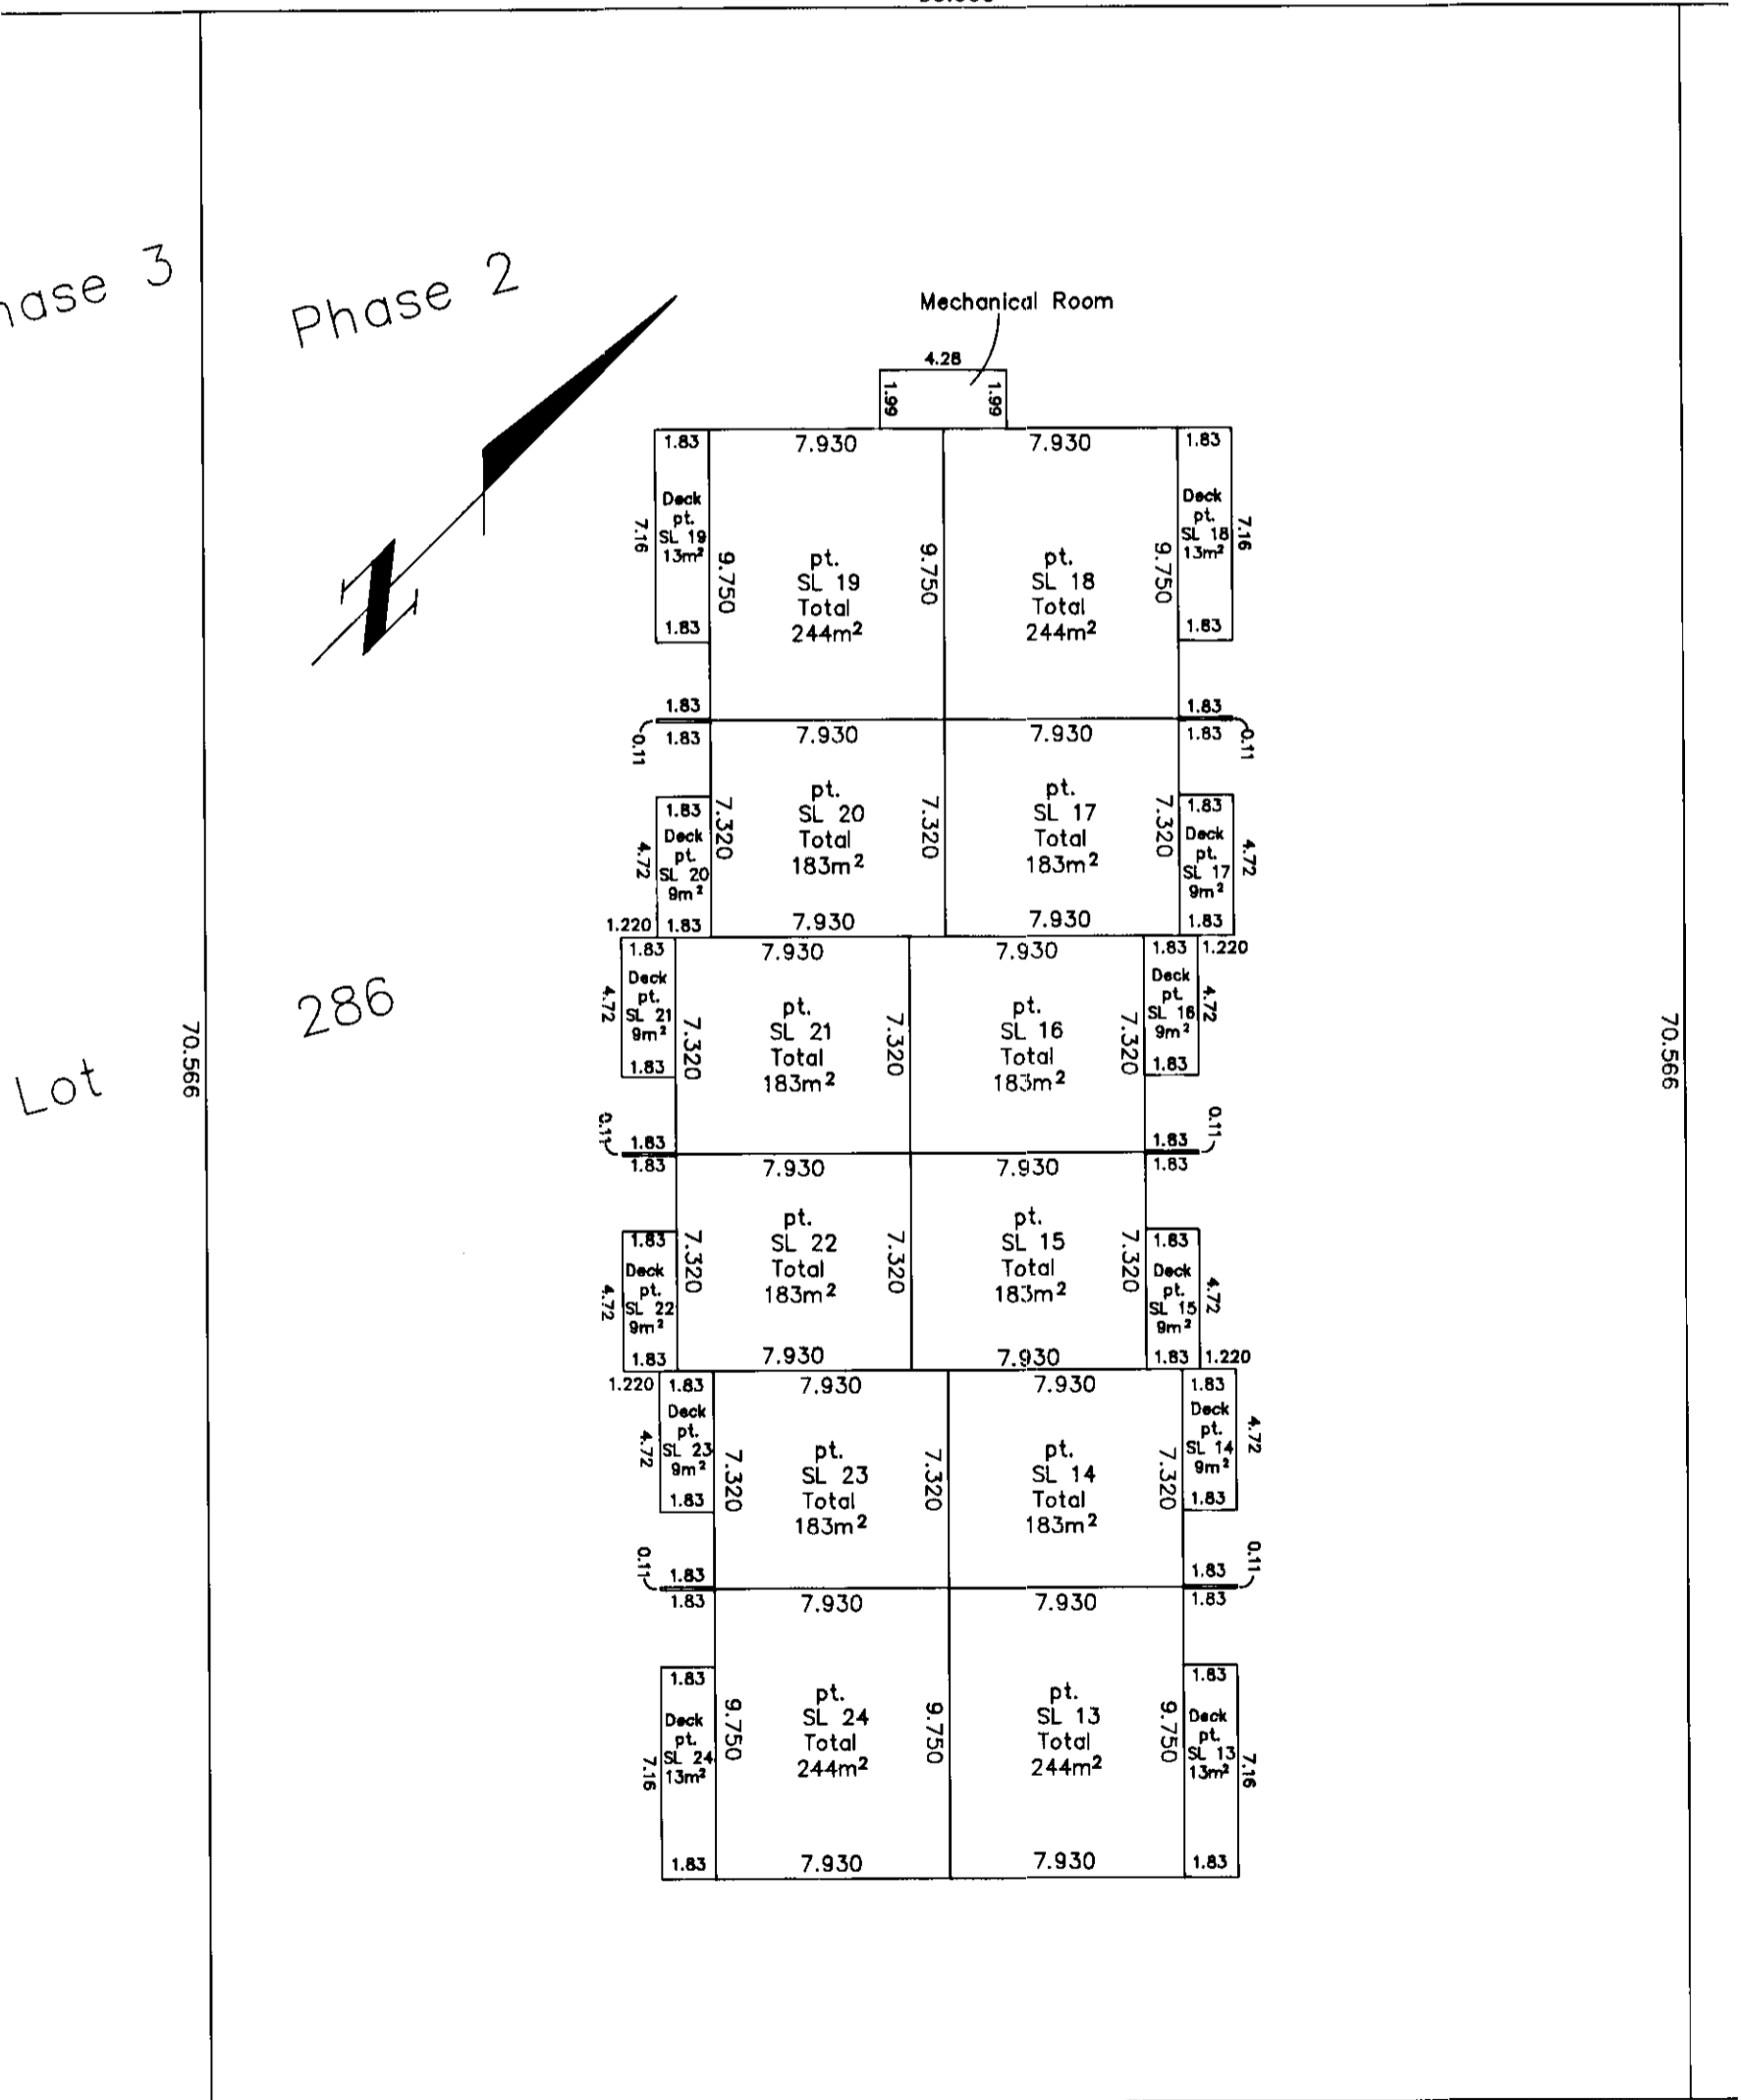 Phase 2
286
Lot
70.566
70.566
Mechanical Room
4.28
1.99
1.99
1.83
7.930
7.930
1.83
Deck
pt.
SL 19
13m²
7.16
9.750
pt.
SL 19
Total
244m²
9.750
pt.
SL 18
Total
244m²
9.750
Deck
pt.
SL 18
13m²
7.16
1.83
1.83
1.83
1.83
0.11
1.83
7.930
7.930
1.83
0.11
1.83
Deck
pt.
SL 20
9m²
4.72
7.320
pt.
SL 20
Total
183m²
7.320
pt.
SL 17
Total
183m²
7.320
1.83
Deck
pt.
SL 17
9m²
4.72
1.220
1.83
7.930
7.930
1.83
1.83
7.930
7.930
1.83
1.220
Deck
pt.
SL 21
9m²
4.72
1.83
7.320
pt.
SL 21
Total
183m²
7.320
pt.
SL 16
Total
183m²
7.320
Deck
pt.
SL 16
9m²
4.72
1.83
0.11
1.83
1.83
0.11
1.83
7.930
7.930
1.83
1.83
Deck
pt.
SL 22
9m²
4.72
7.320
pt.
SL 22
Total
183m²
7.320
pt.
SL 15
Total
183m²
7.320
1.83
Deck
pt.
SL 15
9m²
4.72
1.83
7.930
7.930
1.83
1.220
1.220
1.83
7.930
7.930
1.83
Deck
pt.
SL 23
9m²
4.72
1.83
7.320
pt.
SL 23
Total
183m²
7.320
pt.
SL 14
Total
183m²
7.320
Deck
pt.
SL 14
9m²
4.72
1.83
0.11
1.83
1.83
0.11
1.83
7.930
7.930
1.83
1.83
Deck
pt.
SL 24
13m²
7.16
9.750
pt.
SL 24
Total
244m²
9.750
pt.
SL 13
Total
244m²
9.750
1.83
Deck
pt.
SL 13
13m²
7.16
1.83
7.930
7.930
1.83